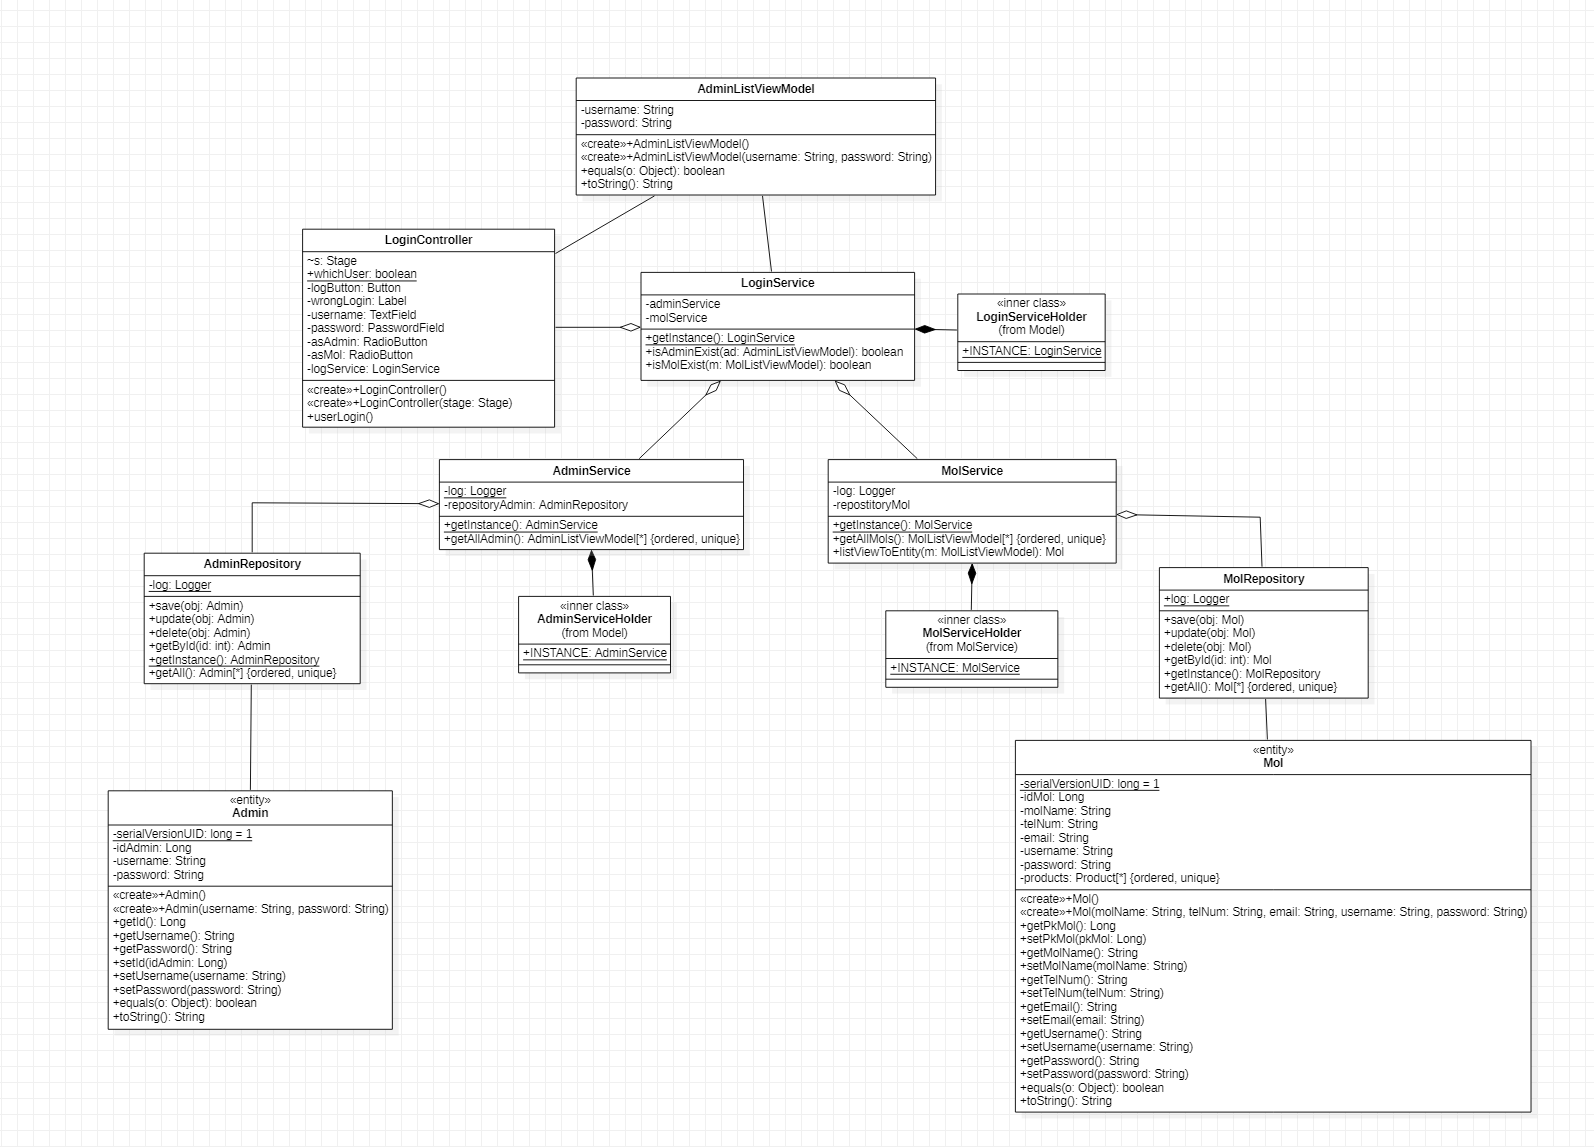 AdminListViewModel
-username: String
-password: String
«create»+AdminListViewModel()
«create»+AdminListViewModel(username: String, password: String)
+equals(o: Object): boolean
+toString(): String
LoginController
~s: Stage
+whichUser: boolean
-logButton: Button
-wrongLogin: Label
-username: TextField
-password: PasswordField
-asAdmin: RadioButton
-asMol: RadioButton
-logService: LoginService
«create»+LoginController()
«create»+LoginController(stage: Stage)
+userLogin()
LoginService
-adminService
-molService
+getInstance(): LoginService
+isAdminExist(ad: AdminListViewModel): boolean
+isMolExist(m: MolListViewModel): boolean
«inner class»
LoginServiceHolder
(from Model)
+INSTANCE: LoginService
AdminService
-log: Logger
-repositoryAdmin: AdminRepository
+getInstance(): AdminService
+getAllAdmin(): AdminListViewModel[*] {ordered, unique}
MolService
-log: Logger
-repostitoryMol
+getInstance(): MolService
+getAllMols(): MolListViewModel[*] {ordered, unique}
+listViewToEntity(m: MolListViewModel): Mol
AdminRepository
-log: Logger
+save(obj: Admin)
+update(obj: Admin)
+delete(obj: Admin)
+getById(id: int): Admin
+getInstance(): AdminRepository
+getAll(): Admin[*] {ordered, unique}
«inner class»
AdminServiceHolder
(from Model)
+INSTANCE: AdminService
«inner class»
MolServiceHolder
(from MolService)
+INSTANCE: MolService
MolRepository
+log: Logger
+save(obj: Mol)
+update(obj: Mol)
+delete(obj: Mol)
+getById(id: int): Mol
+getInstance(): MolRepository
+getAll(): Mol[*] {ordered, unique}
«entity»
Admin
-serialVersionUID: long = 1
-idAdmin: Long
-username: String
-password: String
«create»+Admin()
«create»+Admin(username: String, password: String)
+getId(): Long
+getUsername(): String
+getPassword(): String
+setId(idAdmin: Long)
+setUsername(username: String)
+setPassword(password: String)
+equals(o: Object): boolean
+toString(): String
«entity»
Mol
-serialVersionUID: long = 1
-idMol: Long
-molName: String
-telNum: String
-email: String
-username: String
-password: String
-products: Product[*] {ordered, unique}
«create»+Mol()
«create»+Mol(molName: String, telNum: String, email: String, username: String, password: String)
+getPkMol(): Long
+setPkMol(pkMol: Long)
+getMolName(): String
+setMolName(molName: String)
+getTelNum(): String
+setTelNum(telNum: String)
+getEmail(): String
+setEmail(email: String)
+getUsername(): String
+setUsername(username: String)
+getPassword(): String
+setPassword(password: String)
+equals(o: Object): boolean
+toString(): String